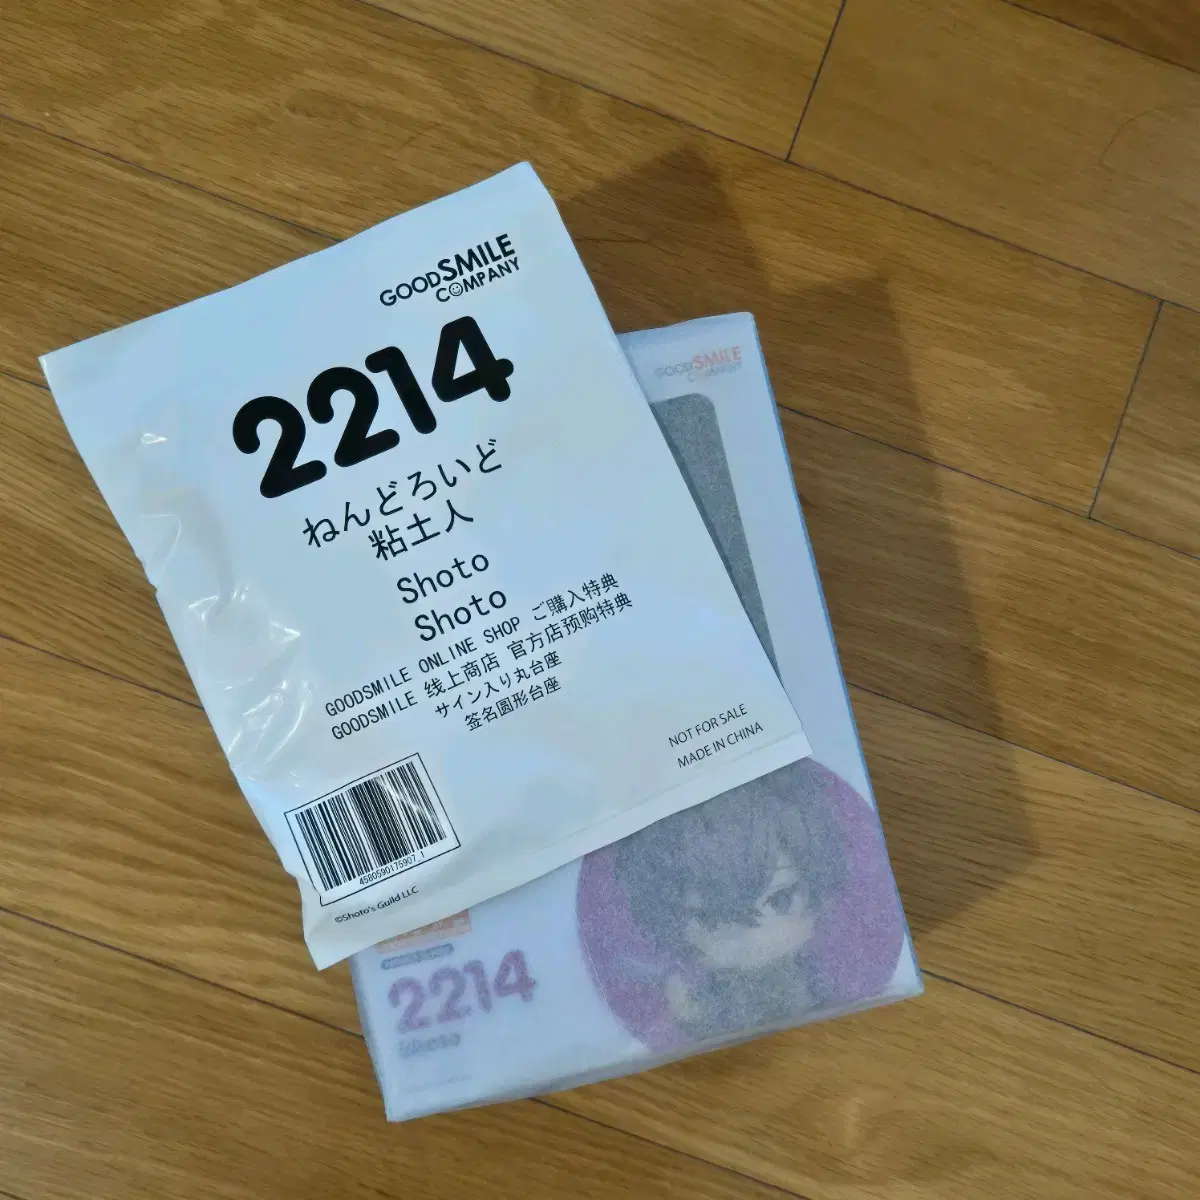 GOODSMILE
COMPANY
2214
ねんどろいど
粘土人
Shoto
Shoto
GOODSMILE ONLINE SHOP ご購入特典
GOODSMILE 线上商店 官方店预购特典
サイン入り丸台座
签名圆形台座
NOT FOR SALE
MADE IN CHINA
4580590175907 1
©Shoto's Guild LLC
GOODSMILE
COMPANY
2214
Shoto